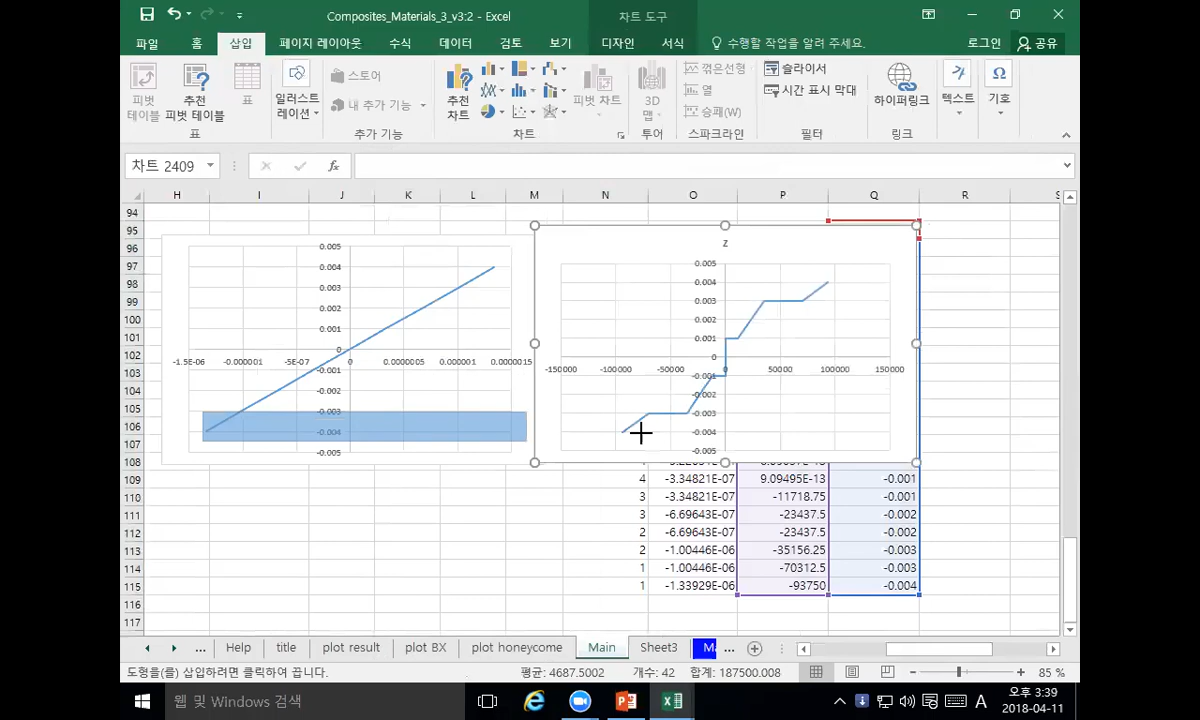 Composites_Materials_3_v3:2 - Excel
차트 도구
파일 홈 삽입 페이지 레이아웃 수식 데이터 검토 보기 디자인 서식 수행할 작업을 알려 주세요. 로그인 공유
피벗 테이블
추천 피벗 테이블
표
표
일러스트레이션
스토어
내 추가 기능
추가 기능
추천 차트
피벗 차트
차트
3D 맵
투어
꺾은선형
열
승패(W)
스파크라인
슬라이서
시간 표시 막대
필터
하이퍼링크
링크
텍스트
기호
차트 2409 fx
H I J K L M N O P Q R S
94
95
96
97
98
99
100
101
102
103
104
105
106
107
108
109 4 -3.34821E-07 9.09495E-13 -0.001
110 3 -3.34821E-07 -11718.75 -0.001
111 3 -6.69643E-07 -23437.5 -0.002
112 2 -6.69643E-07 -23437.5 -0.002
113 2 -1.00446E-06 -35156.25 -0.003
114 1 -1.00446E-06 -70312.5 -0.003
115 1 -1.33929E-06 -93750 -0.004
116
117
0.005
0.004
0.003
0.002
0.001
0
-1.5E-06 -0.000001 -5E-07 0 0.0000005 0.000001 0.0000015
-0.001
-0.002
-0.003
-0.004
-0.005
z
0.005
0.004
0.003
0.002
0.001
0
-150000 -100000 -50000 0 50000 100000 150000
-0.001
-0.002
-0.003
-0.004
-0.005
... Help title plot result plot BX plot honeycome Main Sheet3 ...
도형을(를) 삽입하려면 클릭하여 끕니다. 평균: 4687.5002 개수: 42 합계: 187500.008 85 %
웹 및 Windows 검색
A
오후 3:39
2018-04-11